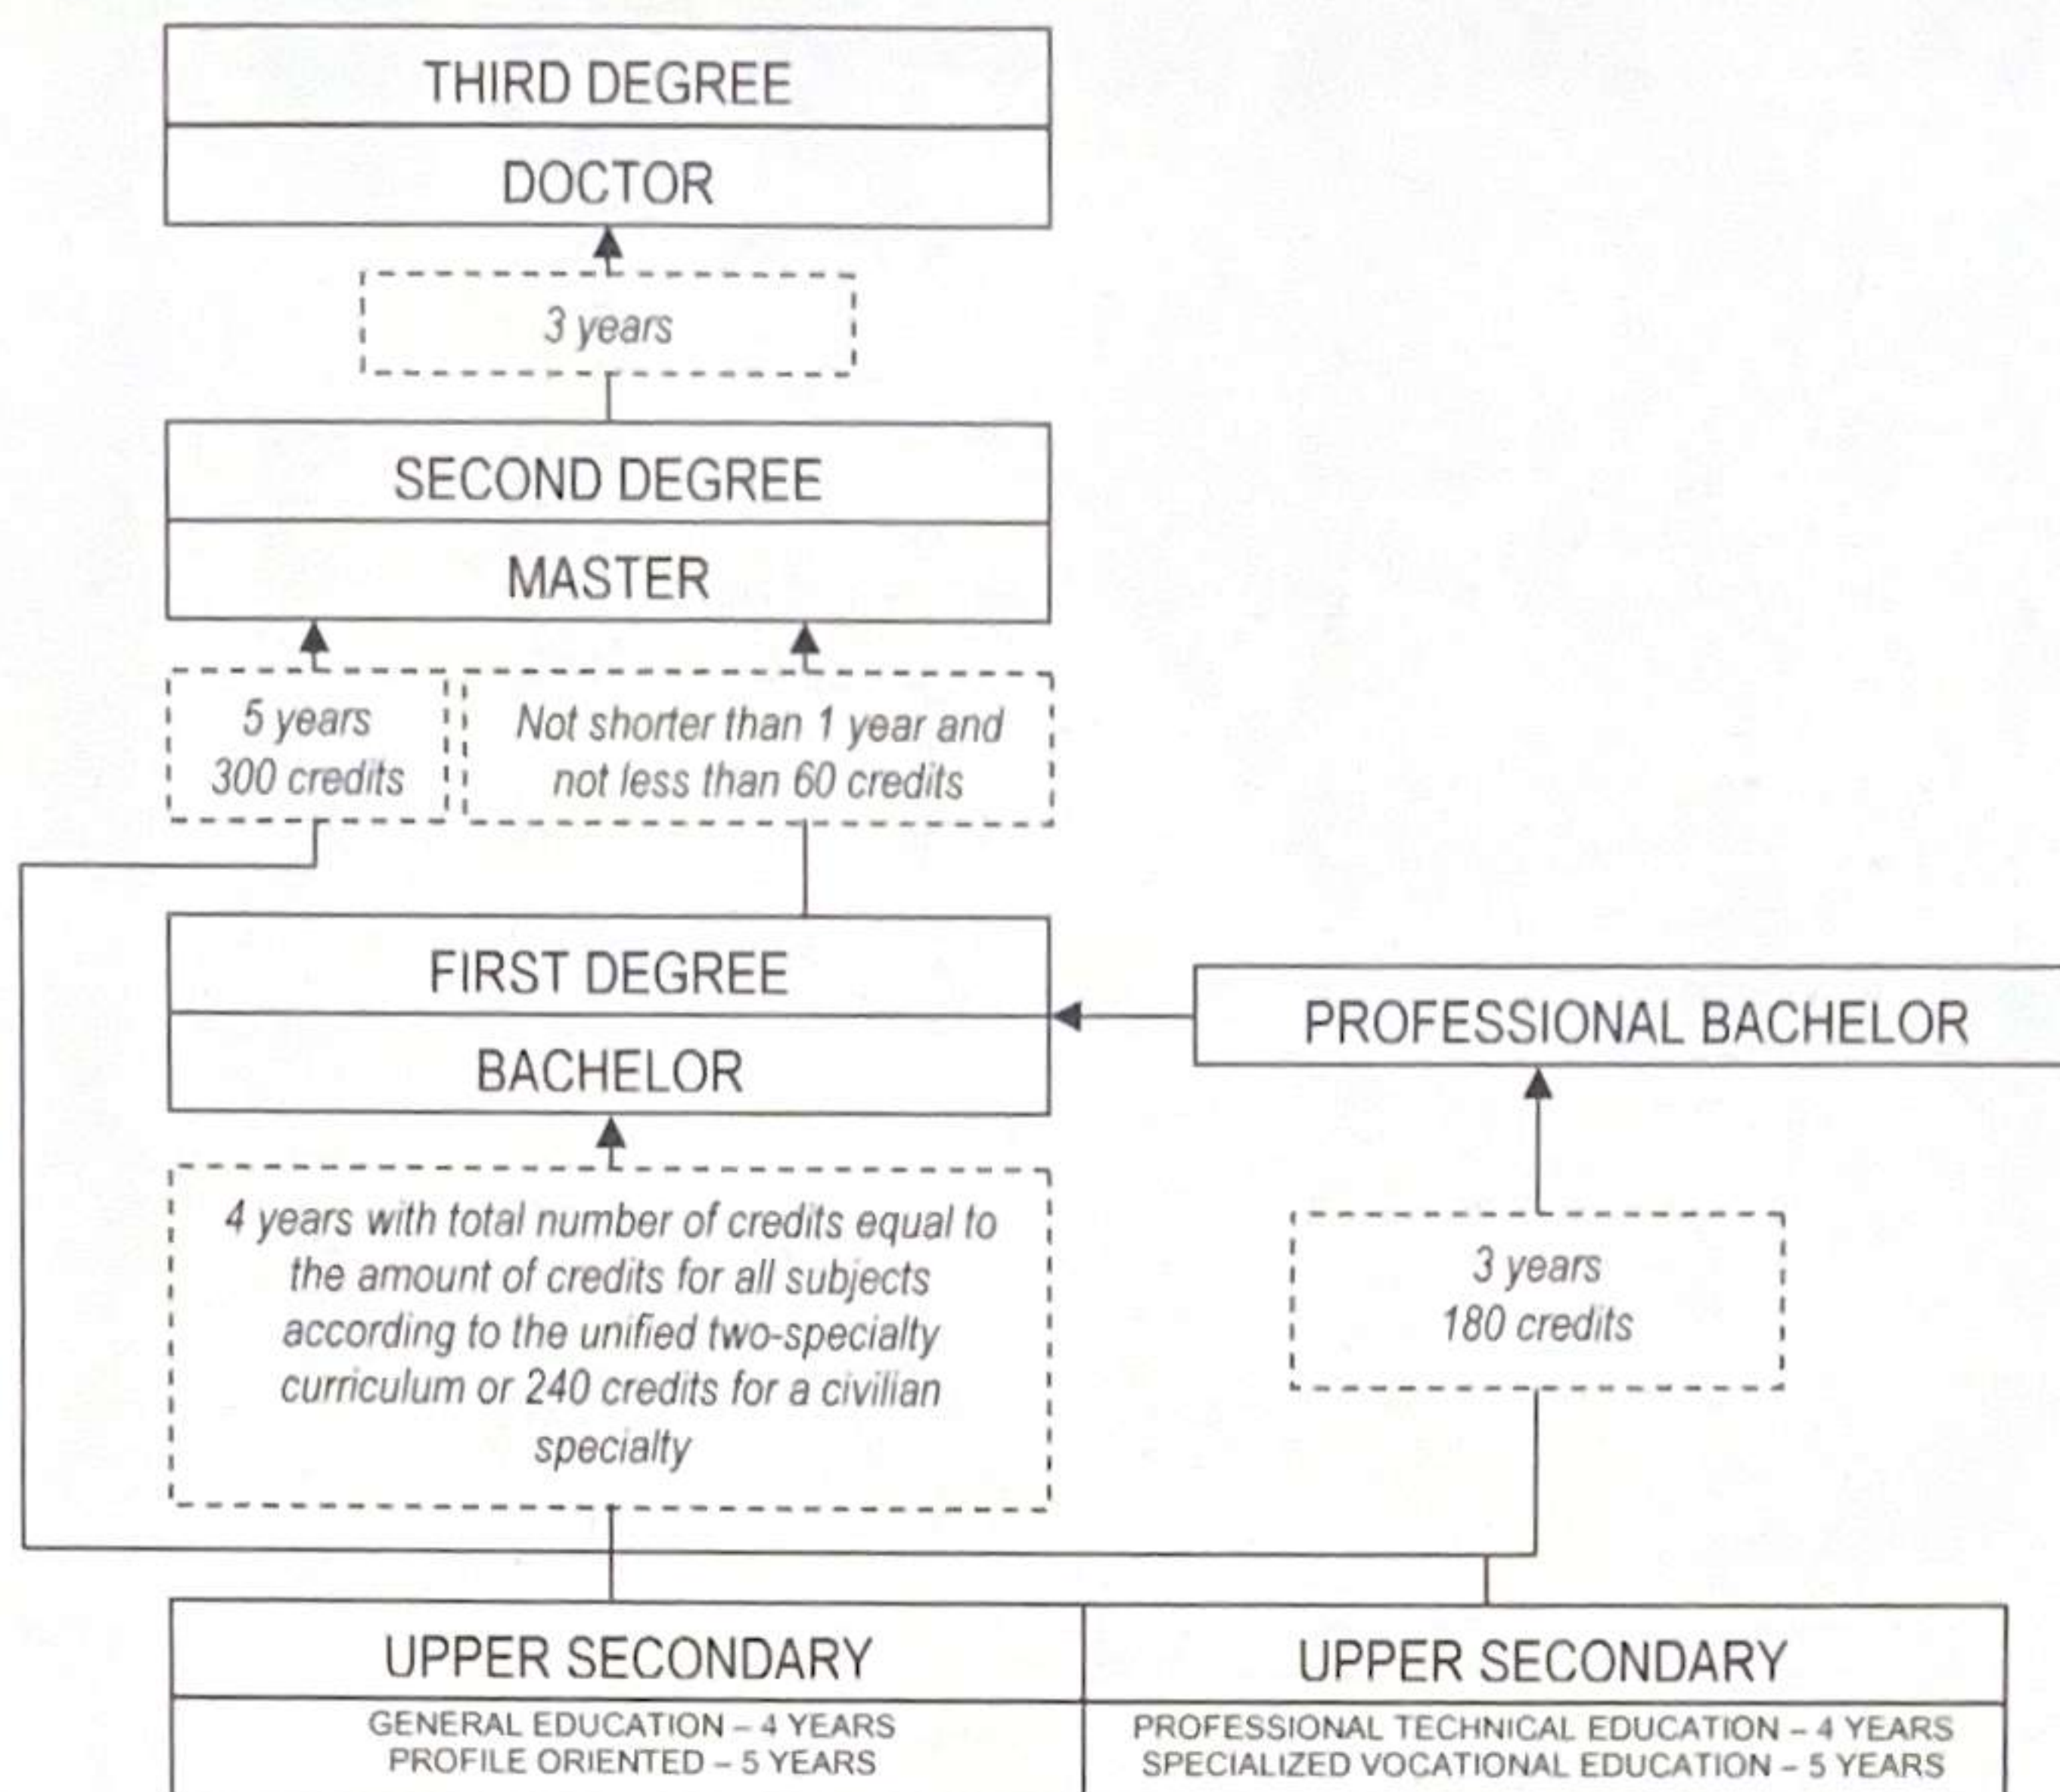 THIRD DEGREE
DOCTOR
3 years
SECOND DEGREE
MASTER
5 years
300 credits
Not shorter than 1 year and
not less than 60 credits
FIRST DEGREE
BACHELOR
PROFESSIONAL BACHELOR
4 years with total number of credits equal to
the amount of credits for all subjects
according to the unified two-specialty
curriculum or 240 credits for a civilian
specialty
3 years
180 credits
UPPER SECONDARY
GENERAL EDUCATION – 4 YEARS
PROFILE ORIENTED – 5 YEARS
UPPER SECONDARY
PROFESSIONAL TECHNICAL EDUCATION – 4 YEARS
SPECIALIZED VOCATIONAL EDUCATION – 5 YEARS